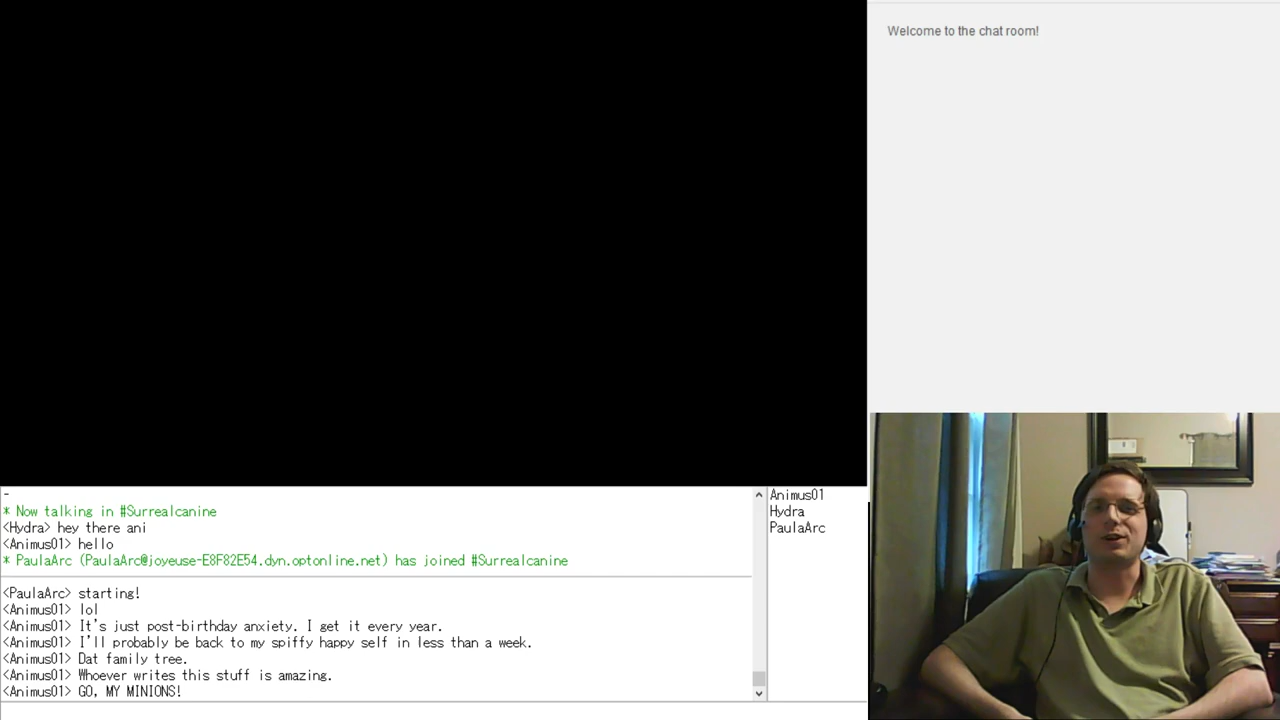 Welcome to the chat room!
-
* Now talking in #Surrealcanine
<Hydra> hey there ani
<Animus01> hello
* PaulaArc (PaulaArc@joyeuse-E8F82E54.dyn.optonline.net) has joined #Surrealcanine
<PaulaArc> starting!
<Animus01> lol
<Animus01> It's just post-birthday anxiety. I get it every year.
<Animus01> I'll probably be back to my spiffy happy self in less than a week.
<Animus01> Dat family tree.
<Animus01> Whoever writes this stuff is amazing.
<Animus01> GO, MY MINIONS!
Animus01
Hydra
PaulaArc